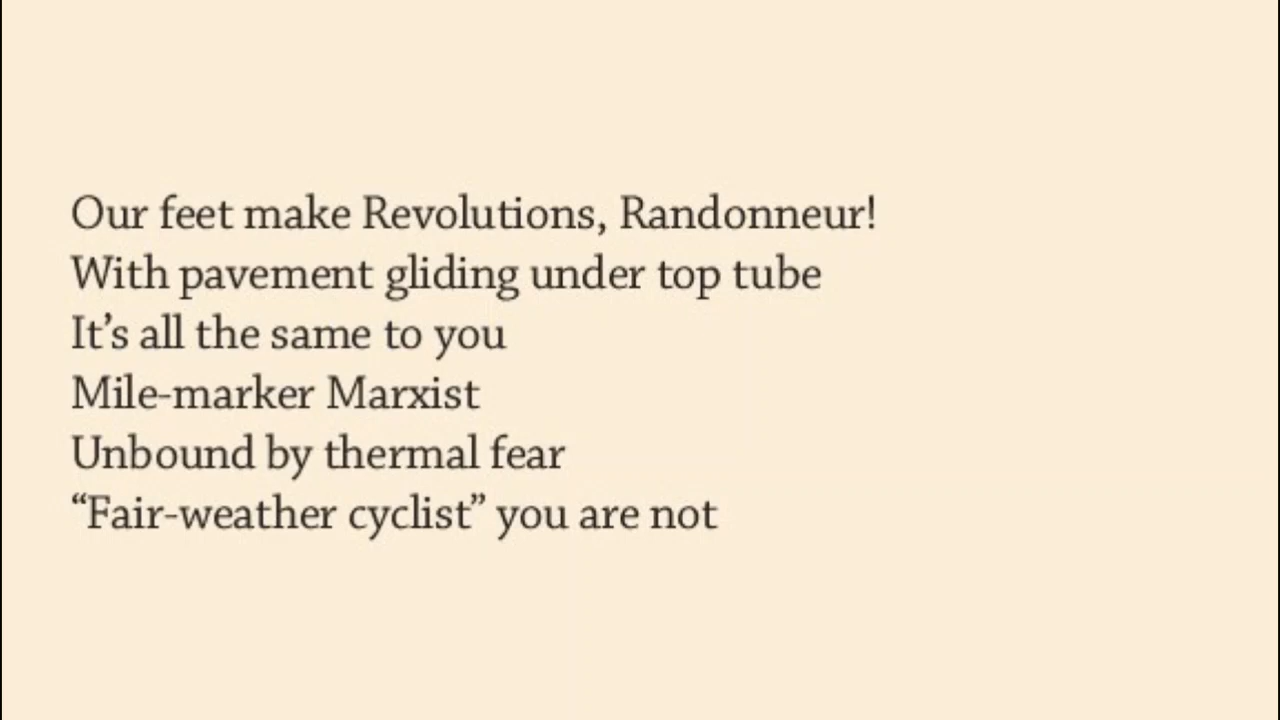 Our feet make Revolutions, Randonneur!
With pavement gliding under top tube
It’s all the same to you
Mile-marker Marxist
Unbound by thermal fear
“Fair-weather cyclist” you are not